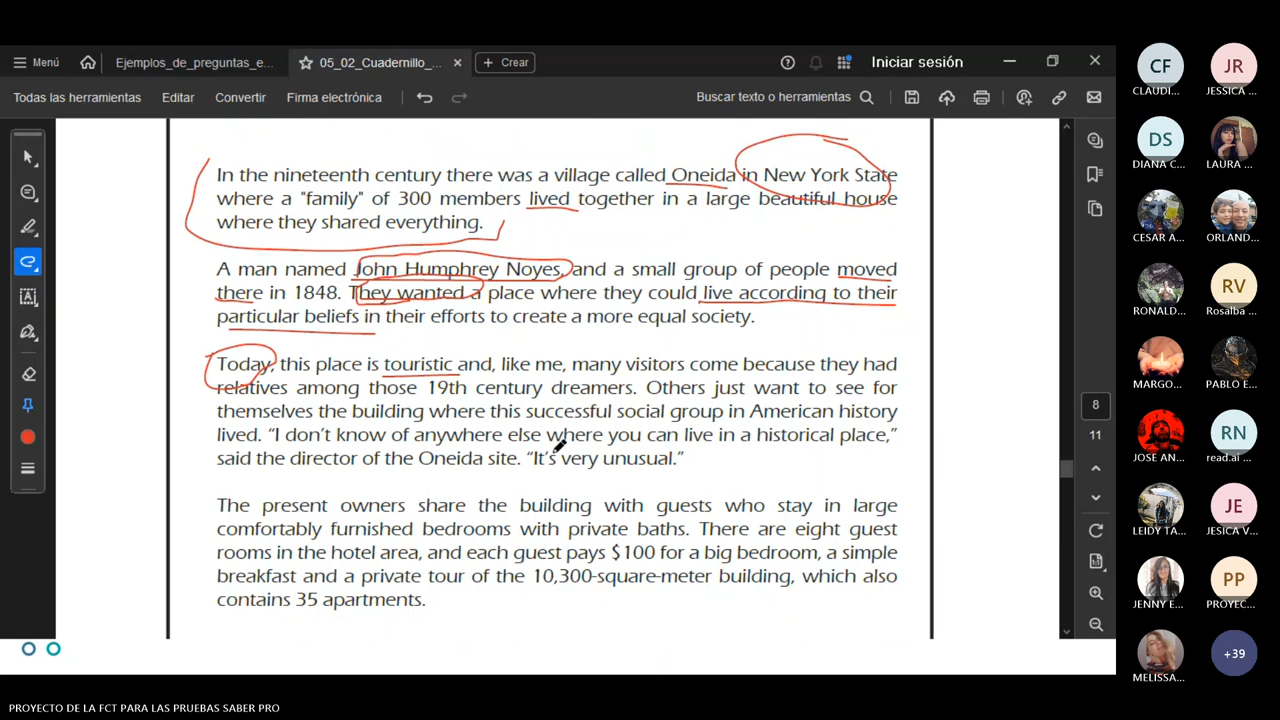 Menú
Ejemplos_de_preguntas_e...
05_02_Cuadernillo_...
Crear
Iniciar sesión
Todas las herramientas
Editar
Convertir
Firma electrónica
Buscar texto o herramientas
In the nineteenth century there was a village called Oneida in New York State
where a "family" of 300 members lived together in a large beautiful house
where they shared everything.
A man named John Humphrey Noyes, and a small group of people moved
there in 1848. They wanted a place where they could live according to their
particular beliefs in their efforts to create a more equal society.
Today, this place is touristic and, like me, many visitors come because they had
relatives among those 19th century dreamers. Others just want to see for
themselves the building where this successful social group in American history
lived. “I don’t know of anywhere else where you can live in a historical place,”
said the director of the Oneida site. “It’s very unusual.”
The present owners share the building with guests who stay in large
comfortably furnished bedrooms with private baths. There are eight guest
rooms in the hotel area, and each guest pays $100 for a big bedroom, a simple
breakfast and a private tour of the 10,300-square-meter building, which also
contains 35 apartments.
8
11
CF
CLAUDI...
JR
JESSICA ...
DS
DIANA C...
LAURA ...
CESAR A...
ORLAND...
RONALD...
RV
Rosalba ...
MARGO...
PABLO E...
JOSE AN...
RN
read.ai ...
LEIDY TA...
JE
JESICA V...
JENNY E...
PP
PROYEC...
MELISSA...
+39
PROYECTO DE LA FCT PARA LAS PRUEBAS SABER PRO